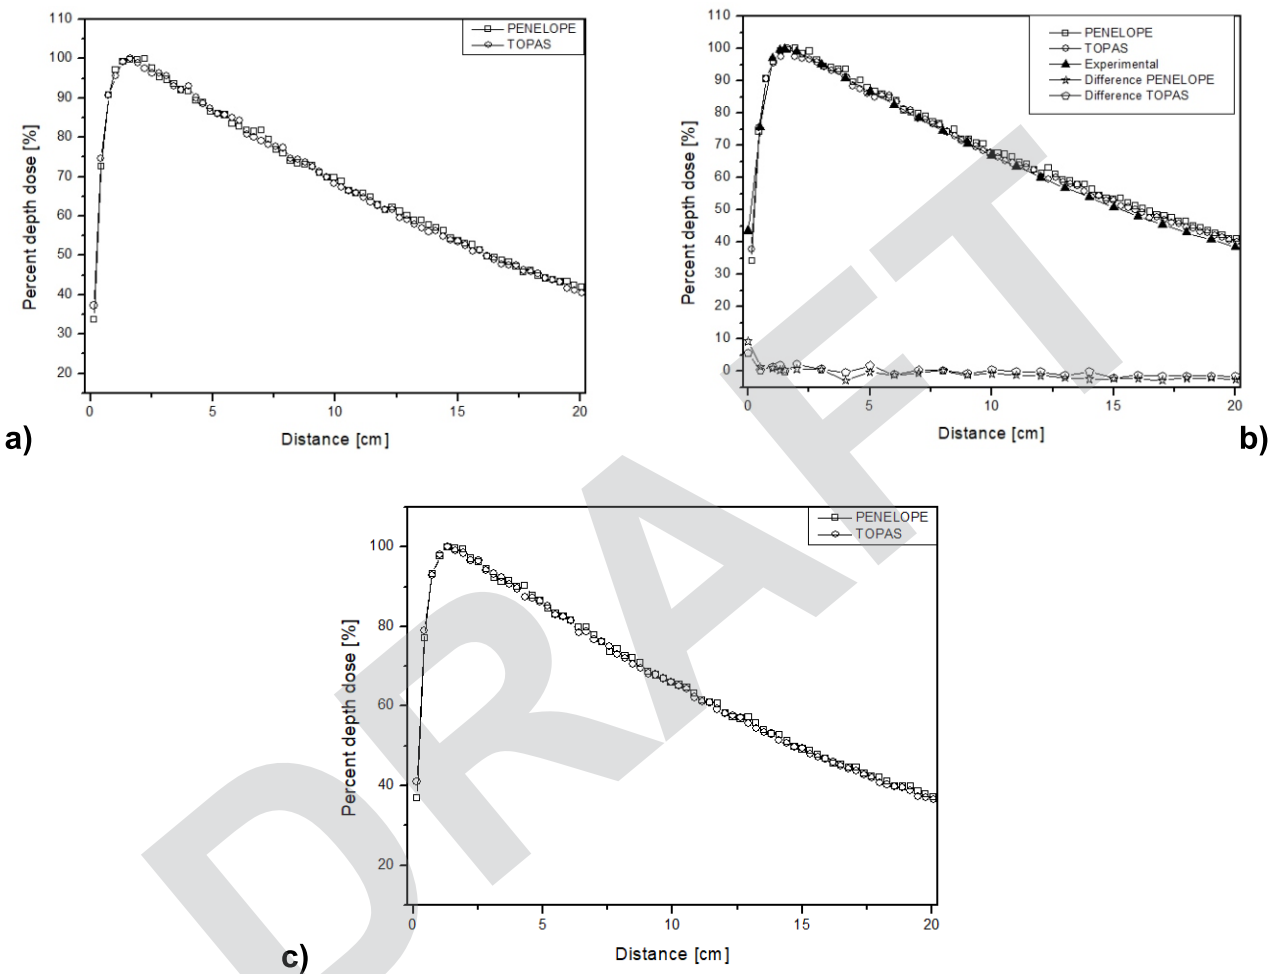 110
100
90
80
70
60
50
40
30
20
Percent depth dose [%]
PENELOPE
TOPAS
0 5 10 15 20
Distance [cm]
a)
110
100
90
80
70
60
50
40
30
20
10
0
Percent depth dose [%]
PENELOPE
TOPAS
Experimental
Difference PENELOPE
Difference TOPAS
0 5 10 15 20
Distance [cm]
b)
100
80
60
40
20
Percent depth dose [%]
PENELOPE
TOPAS
0 5 10 15 20
Distance [cm]
c)
DRAFT